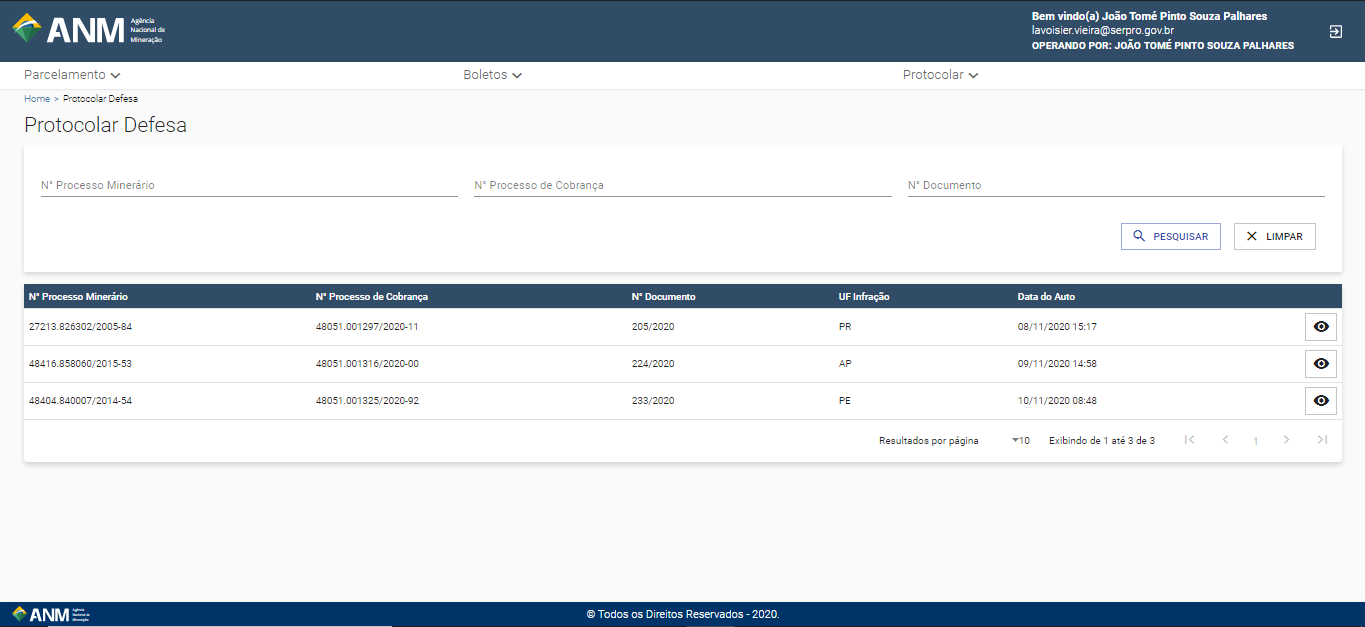 ANM Agência Nacional de Mineração
Bem vindo(a) João Tomé Pinto Souza Palhares
lavoisier.vieira@serpro.gov.br
OPERANDO POR: JOÃO TOMÉ PINTO SOUZA PALHARES
Parcelamento Boletos Protocolar
Home > Protocolar Defesa
Protocolar Defesa
N° Processo Minerário N° Processo de Cobrança N° Documento
PESQUISAR LIMPAR
N° Processo Minerário N° Processo de Cobrança N° Documento UF Infração Data do Auto
27213.826302/2005-84 48051.001297/2020-11 205/2020 PR 08/11/2020 15:17
48416.858060/2015-53 48051.001316/2020-00 224/2020 AP 09/11/2020 14:58
48404.840007/2014-54 48051.001325/2020-92 233/2020 PE 10/11/2020 08:48
Resultados por página 10 Exibindo de 1 até 3 de 3 1
ANM Agência Nacional de Mineração © Todos os Direitos Reservados - 2020.